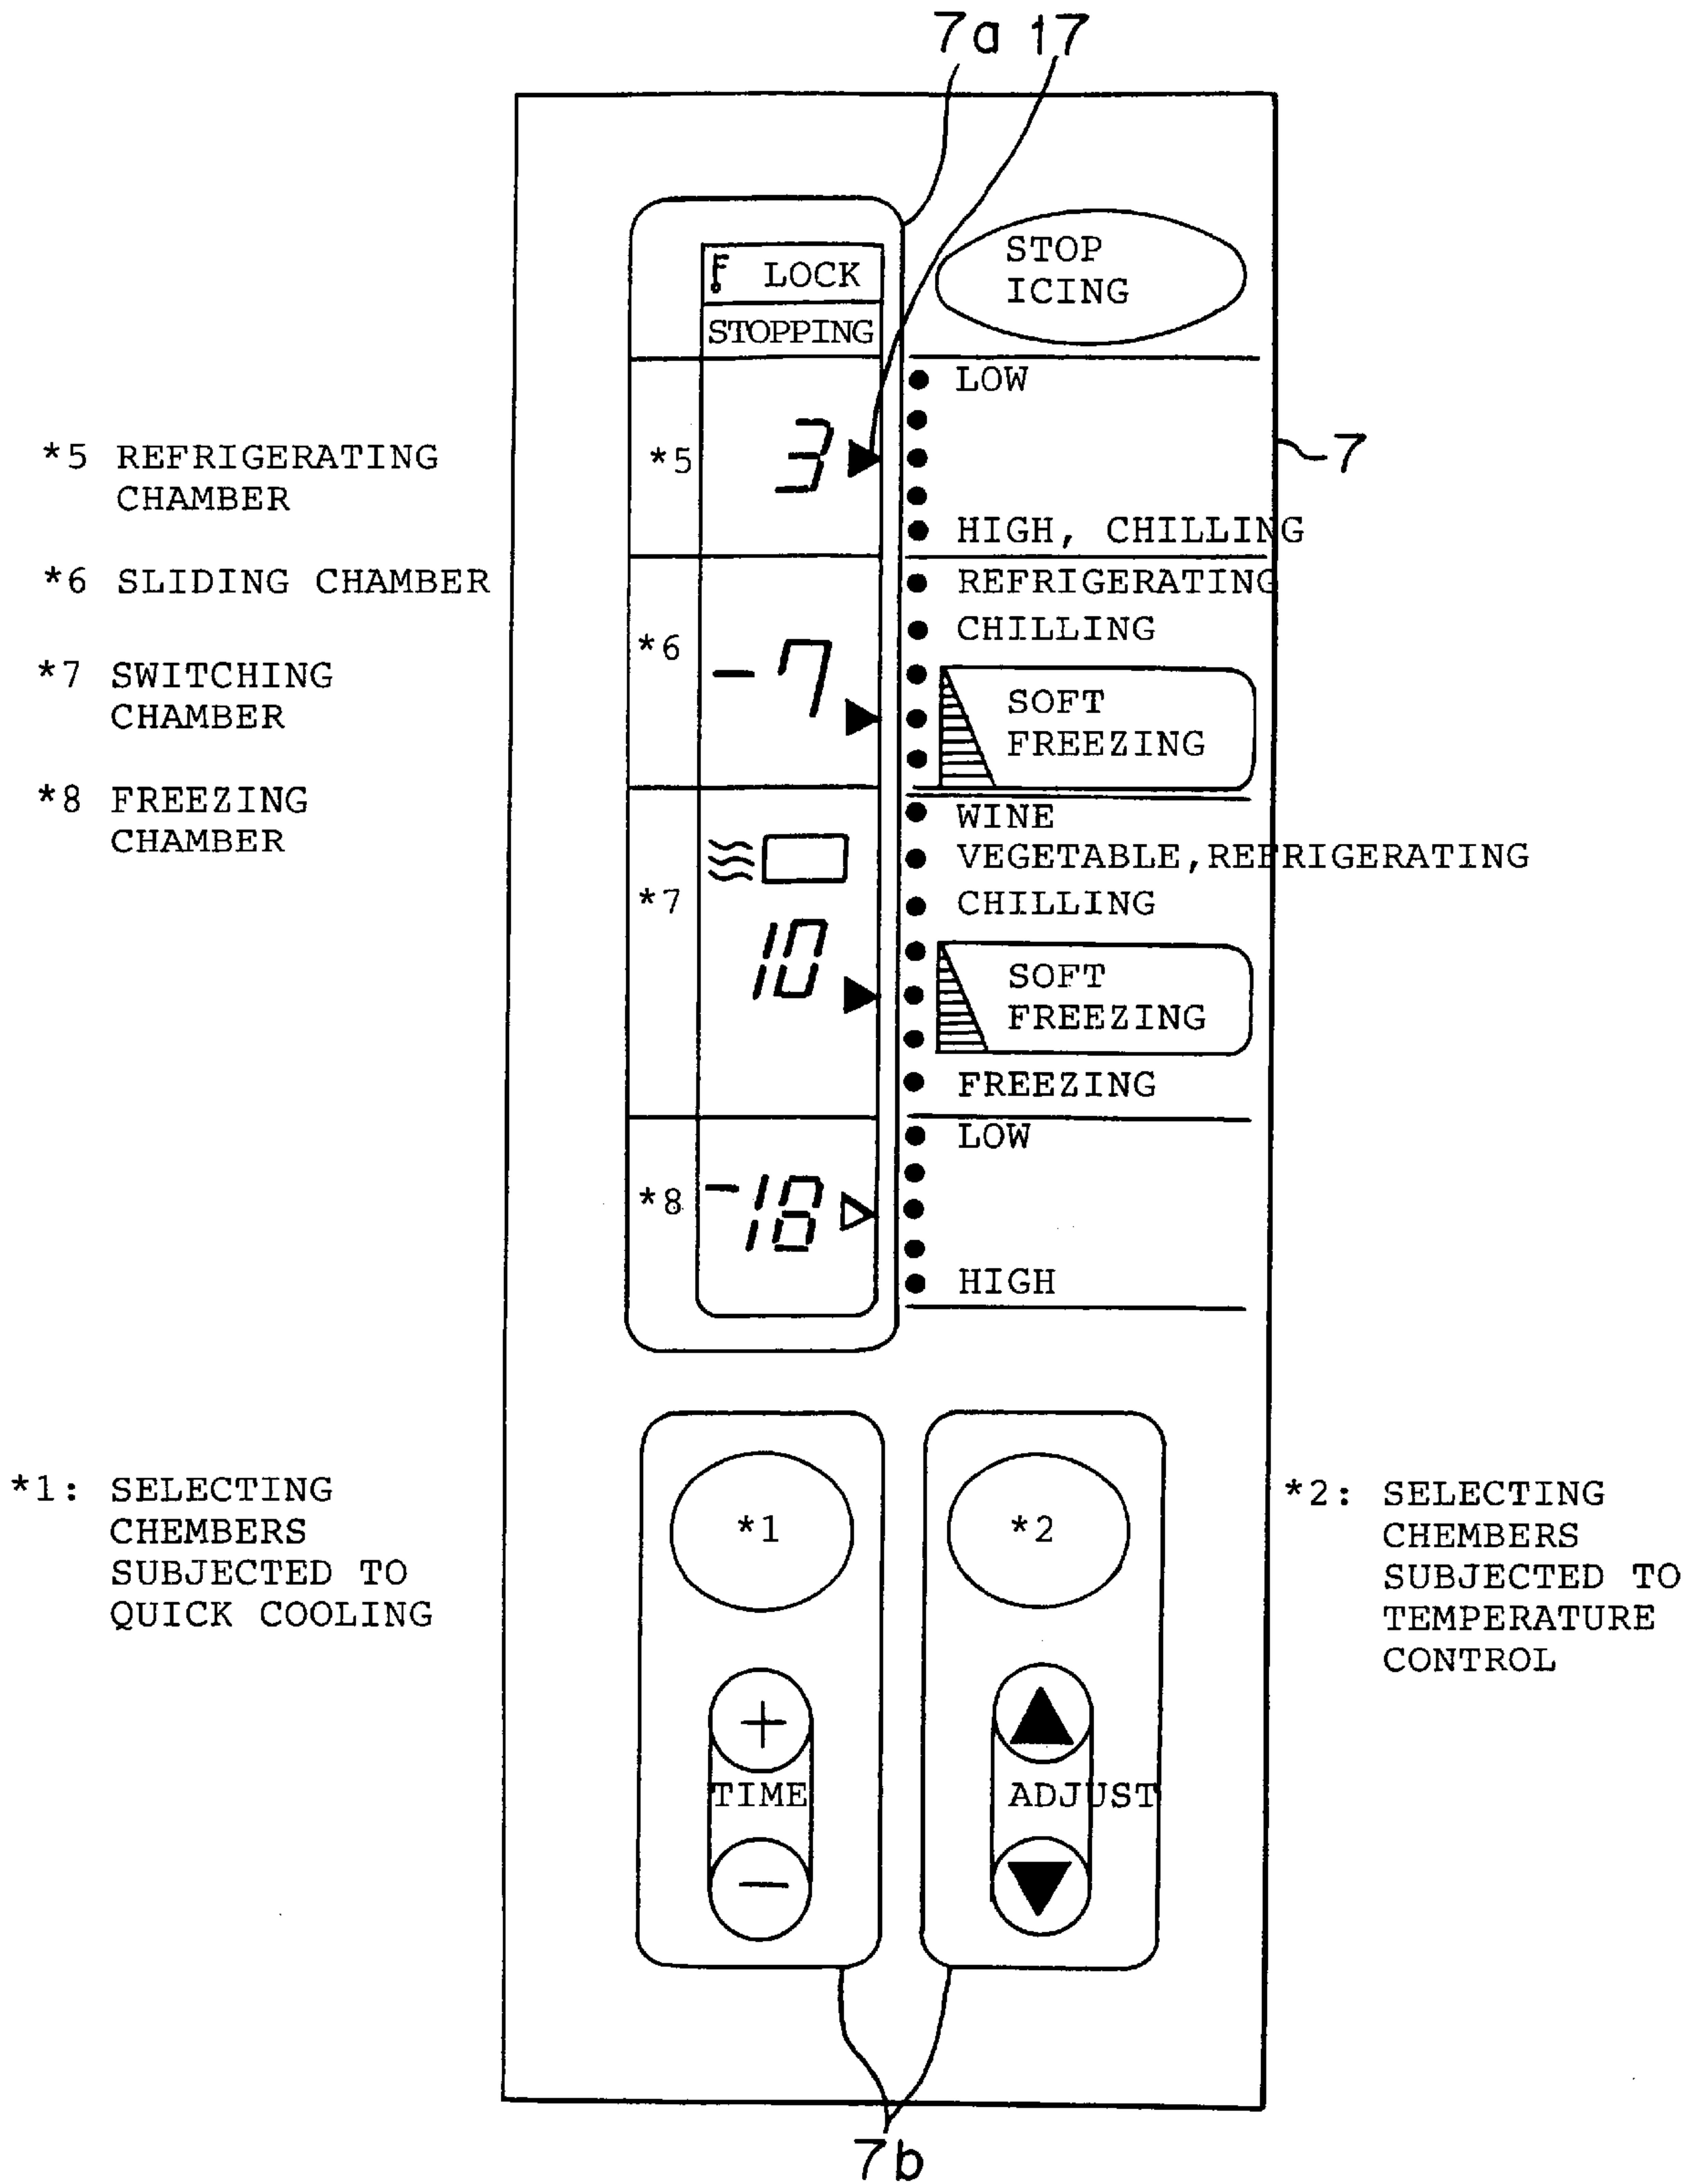 7a 17
LOCK
STOPPING
STOP
ICING
*5
3
LOW
HIGH, CHILLING
7
*5 REFRIGERATING
CHAMBER
*6 SLIDING CHAMBER
*7 SWITCHING
CHAMBER
*8 FREEZING
CHAMBER
*6
-7
REFRIGERATING
CHILLING
SOFT
FREEZING
*7
10
WINE
VEGETABLE,REFRIGERATING
CHILLING
SOFT
FREEZING
FREEZING
*8
-18
LOW
HIGH
*1: SELECTING
CHEMBERS
SUBJECTED TO
QUICK COOLING
*1
+
TIME
−
*2
ADJUST
*2: SELECTING
CHEMBERS
SUBJECTED TO
TEMPERATURE
CONTROL
7b